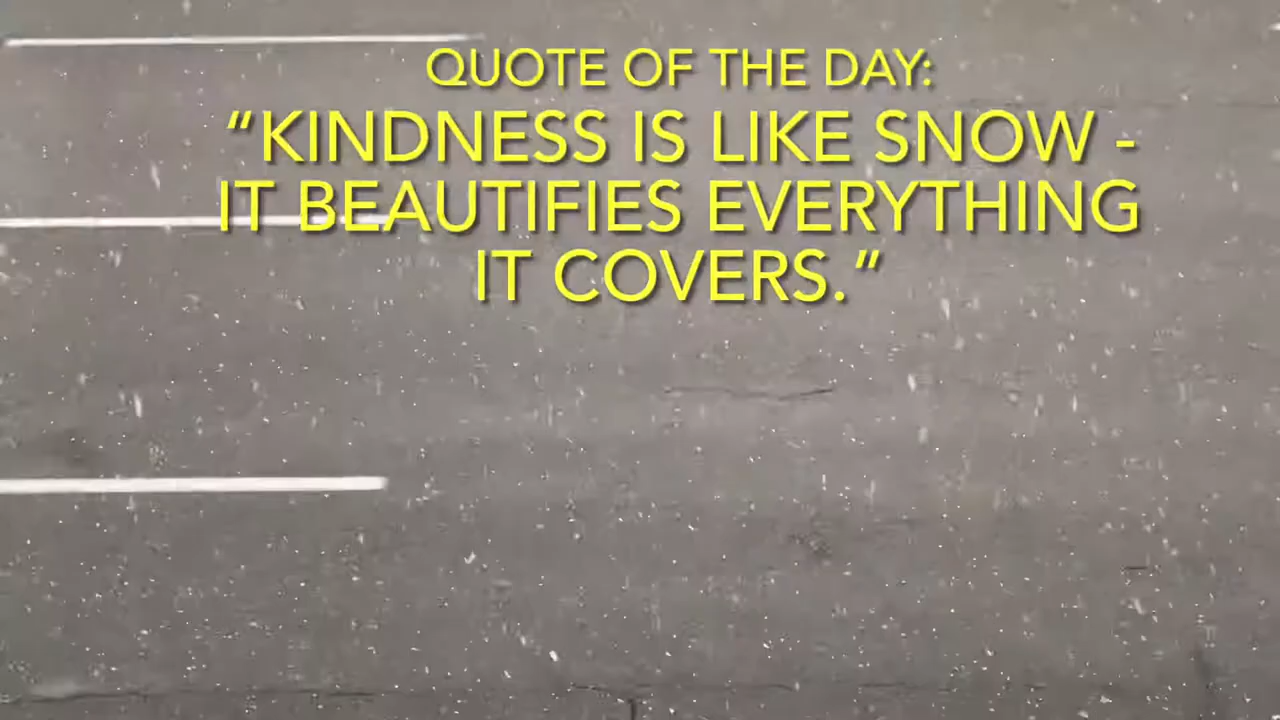 QUOTE OF THE DAY:
“KINDNESS IS LIKE SNOW -
IT BEAUTIFIES EVERYTHING
IT COVERS.”